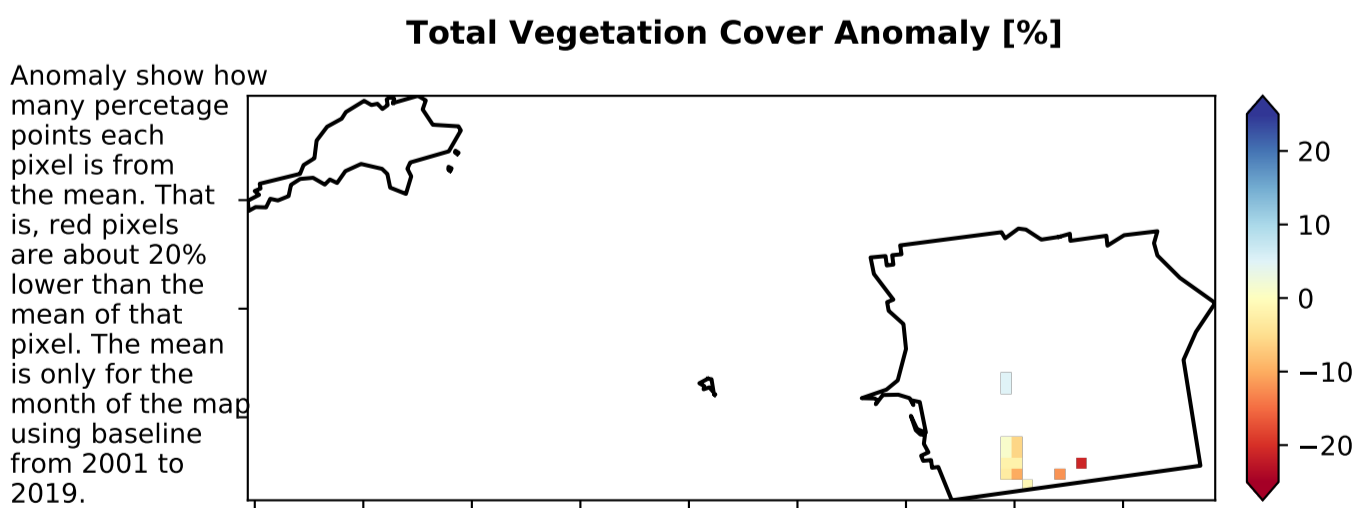 Total Vegetation Cover Anomaly [%]
Anomaly show how
many percetage
points each
pixel is from
the mean. That
is, red pixels
are about 20%
lower than the
mean of that
pixel. The mean
is only for the
month of the map
using baseline
from 2001 to
2019.
20
10
0
−10
−20